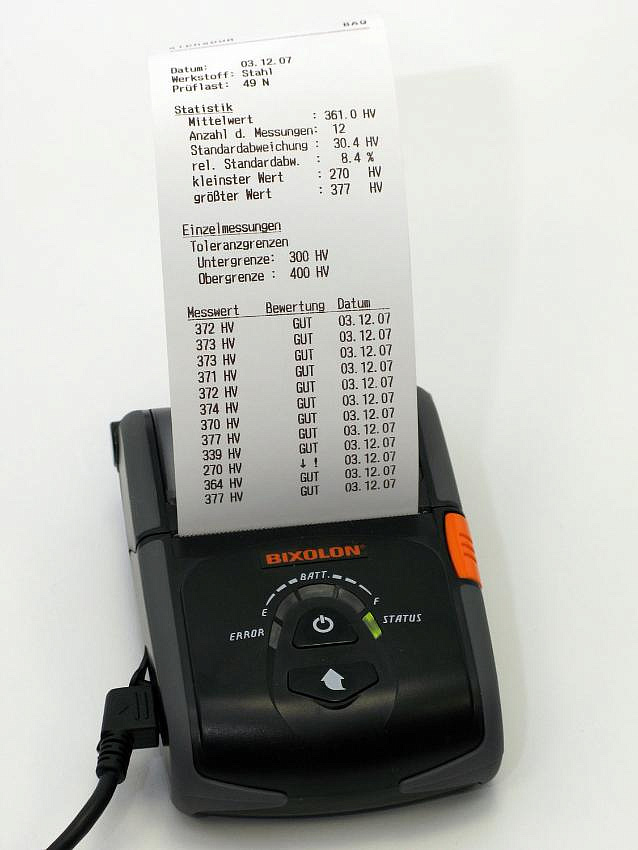 BAQ
Datum: 03.12.07
Werkstoff: Stahl
Prüflast: 49 N
Statistik
Mittelwert : 361.0 HV
Anzahl d. Messungen: 12
Standardabweichung : 30.4 HV
rel. Standardabw. : 8.4 %
kleinster Wert : 270 HV
größter Wert : 377 HV
Einzelmessungen
Toleranzgrenzen
Untergrenze: 300 HV
Obergrenze : 400 HV
Messwert Bewertung Datum
372 HV GUT 03.12.07
373 HV GUT 03.12.07
373 HV GUT 03.12.07
371 HV GUT 03.12.07
372 HV GUT 03.12.07
374 HV GUT 03.12.07
370 HV GUT 03.12.07
377 HV GUT 03.12.07
339 HV GUT 03.12.07
270 HV ↓ ! 03.12.07
364 HV GUT 03.12.07
377 HV GUT 03.12.07
BIXOLON®
BATT.
E F
ERROR STATUS